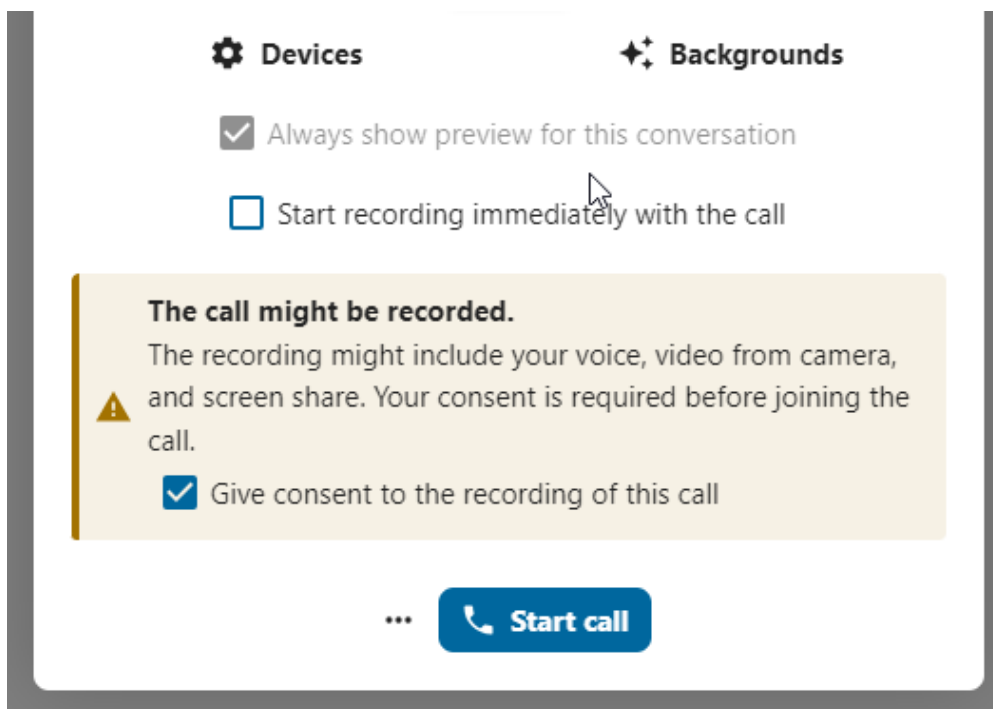 Devices
Backgrounds
Always show preview for this conversation
Start recording immediately with the call
The call might be recorded.
The recording might include your voice, video from camera,
and screen share. Your consent is required before joining the
call.
Give consent to the recording of this call
Start call